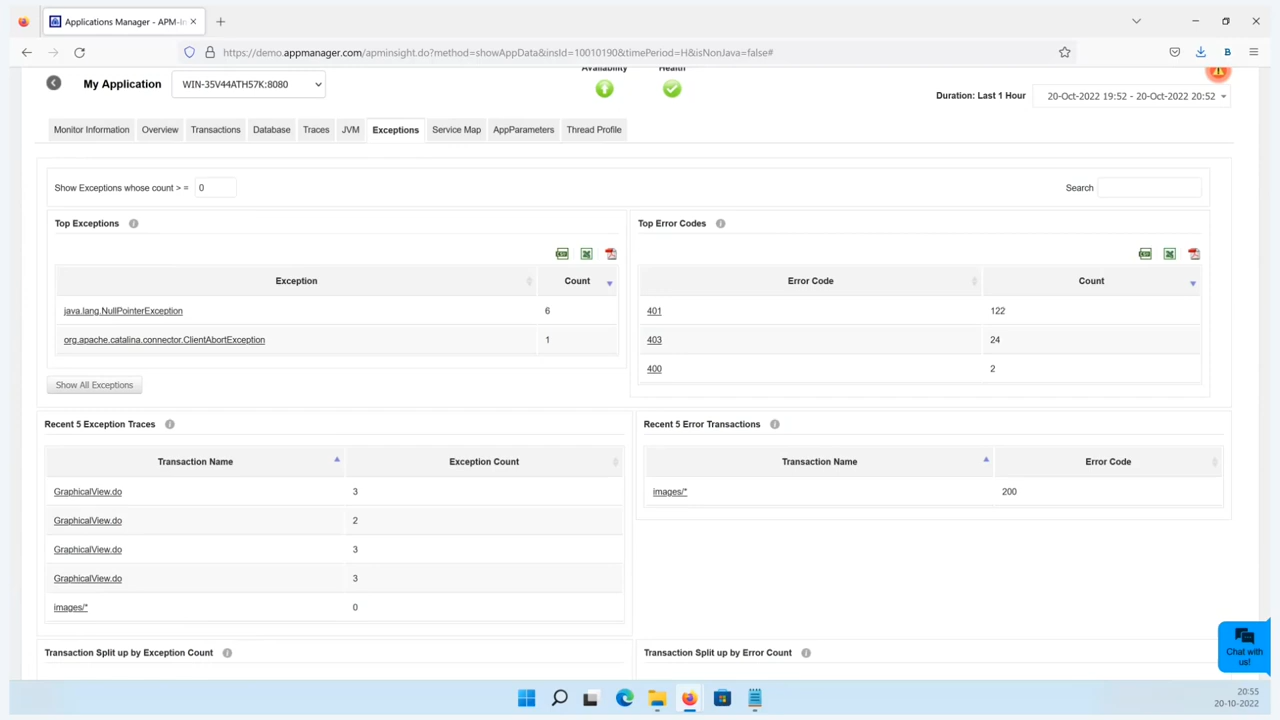 Applications Manager - APM-In
https://demo.appmanager.com/apminsight.do?method=showAppData&insId=10010190&timePeriod=H&isNonJava=false#
My Application
WIN-35V44ATH57K:8080
Availability
Health
Duration: Last 1 Hour
20-Oct-2022 19:52 - 20-Oct-2022 20:52
Monitor Information
Overview
Transactions
Database
Traces
JVM
Exceptions
Service Map
AppParameters
Thread Profile
Show Exceptions whose count > =
0
Search
Top Exceptions
Exception
Count
java.lang.NullPointerException
6
org.apache.catalina.connector.ClientAbortException
1
Show All Exceptions
Top Error Codes
Error Code
Count
401
122
403
24
400
2
Recent 5 Exception Traces
Transaction Name
Exception Count
GraphicalView.do
3
GraphicalView.do
2
GraphicalView.do
3
GraphicalView.do
3
images/*
0
Recent 5 Error Transactions
Transaction Name
Error Code
images/*
200
Transaction Split up by Exception Count
Transaction Split up by Error Count
Chat with
us!
20:55
20-10-2022